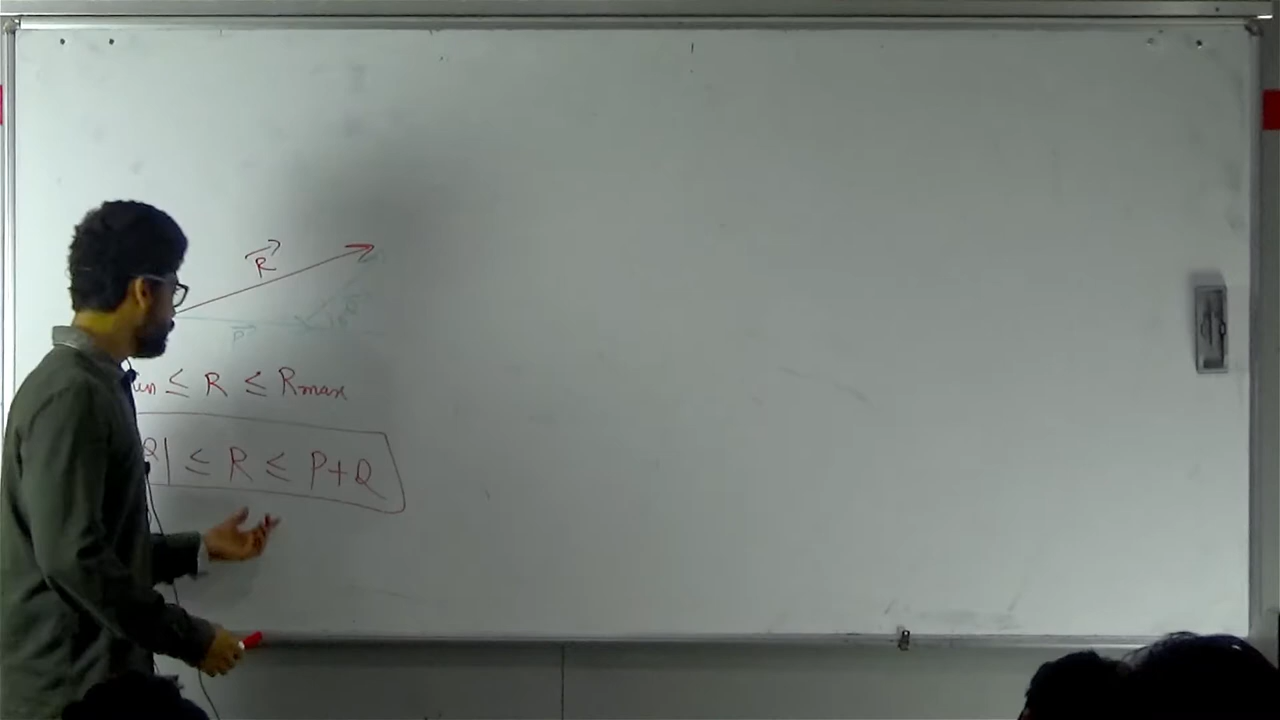 R
P
≤ R ≤ Rmax
Q| ≤ R ≤ P+Q